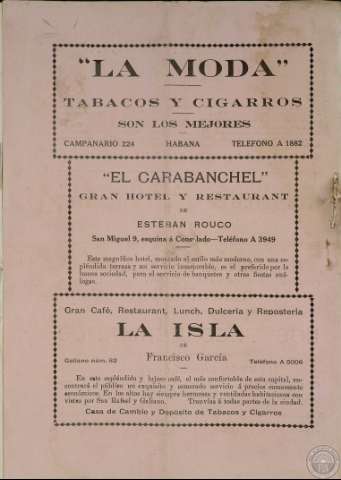 "LA MODA"
TABACOS Y CIGARROS
SON LOS MEJORES
CAMPANARIO 224 HABANA TELEFONO A 1882
"EL CARABANCHEL"
GRAN HOTEL Y RESTAURANT
DE
ESTEBAN ROUCO
San Miguel 9, esquina á Consulado—Teléfono A 3949
Este magnífico hotel, montado al estilo más moderno, con una es-
pléndida terraza y un servicio inmejorable, es el preferido por la
buena sociedad, para el servicio de banquetes y otras fiestas aná-
logas.
Gran Café, Restaurant, Lunch, Dulcería y Repostería
LA ISLA
DE
Francisco García
Galiano núm. 82 Teléfono A 5006
En este espléndido y lujoso café, el más confortable de esta capital, en-
contrará el público un exquisito y esmerado servicio á precios sumamente
económicos. En los altos hay siempre hermosas y ventiladas habitaciones con
vistas por San Rafael y Galiano. Tranvías á todas partes de la ciudad.
Casa de Cambio y Depósito de Tabacos y Cigarros